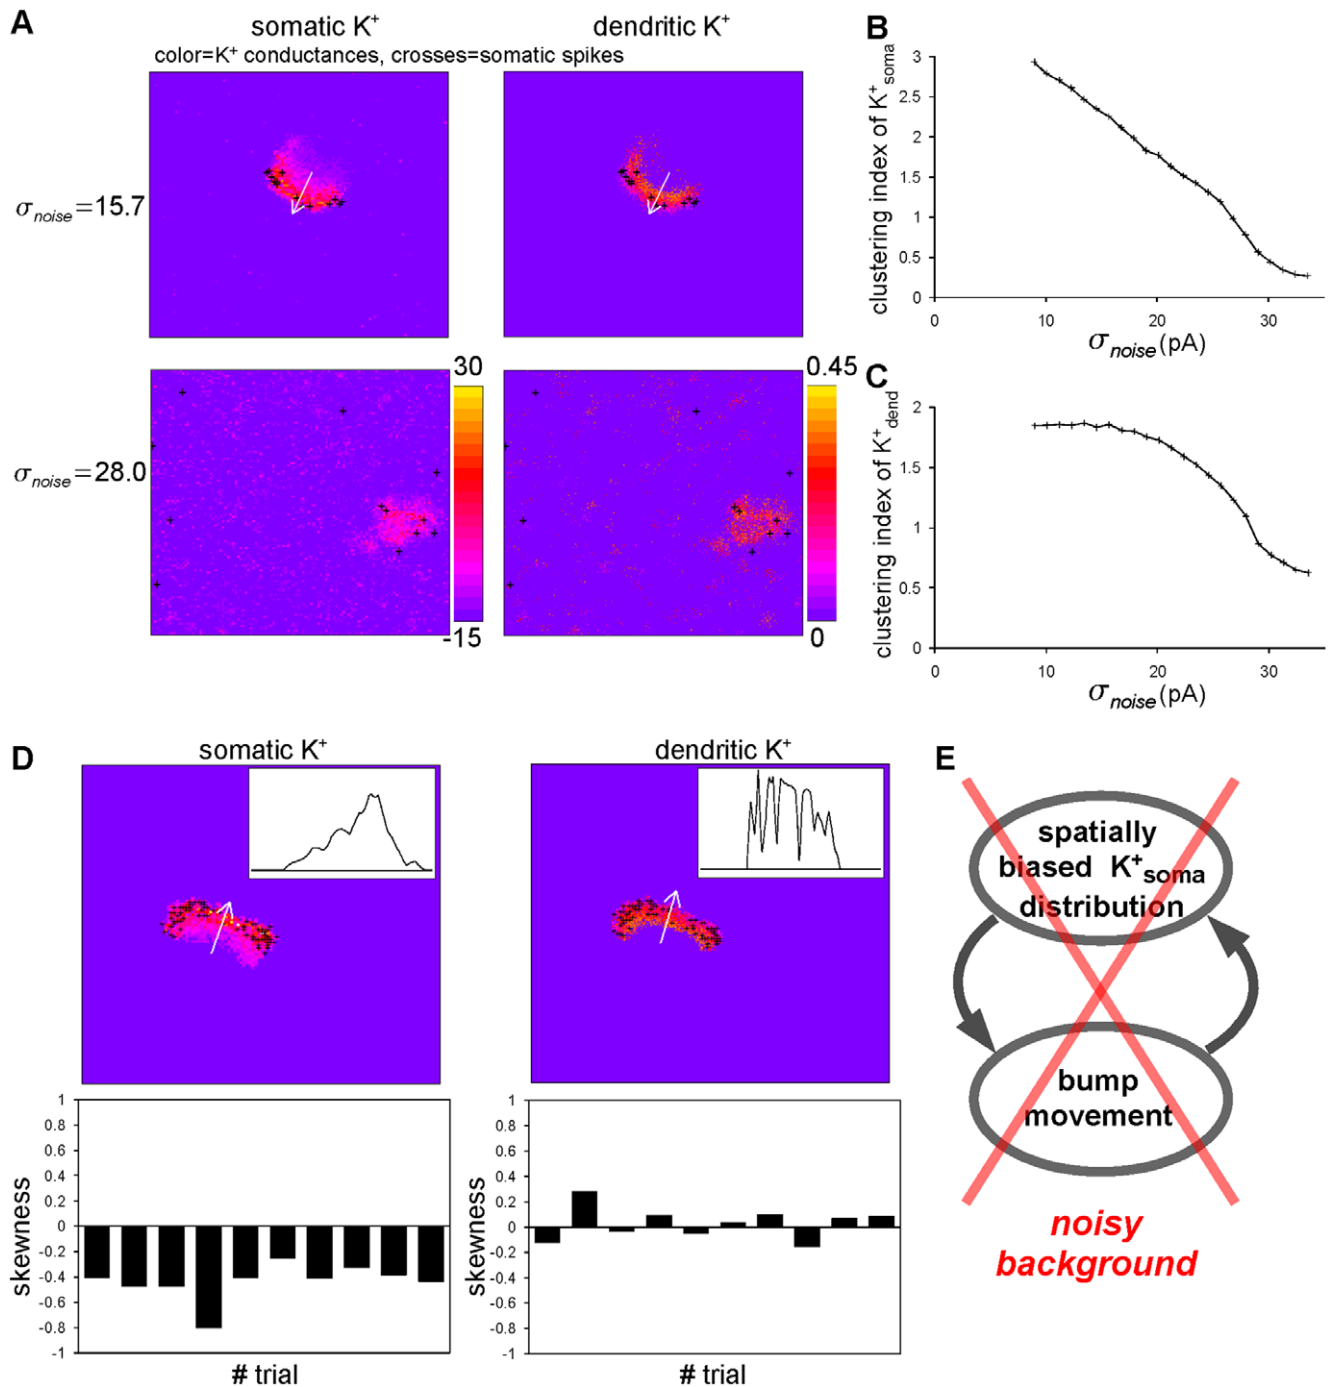 A
somatic K+
dendritic K+
color=K+ conductances, crosses=somatic spikes
σnoise=15.7
σnoise=28.0
30
-15
0.45
0
B
clustering index of K+soma
3
2.5
2
1.5
1
0.5
0
0 10 20 30
σnoise(pA)
C
clustering index of K+dend
2
1.5
1
0.5
0
0 10 20 30
σnoise(pA)
D
somatic K+
dendritic K+
skewness
1
0.8
0.6
0.4
0.2
0
-0.2
-0.4
-0.6
-0.8
-1
# trial
skewness
1
0.8
0.6
0.4
0.2
0
-0.2
-0.4
-0.6
-0.8
-1
# trial
E
spatially
biased K+soma
distribution
bump
movement
noisy
background